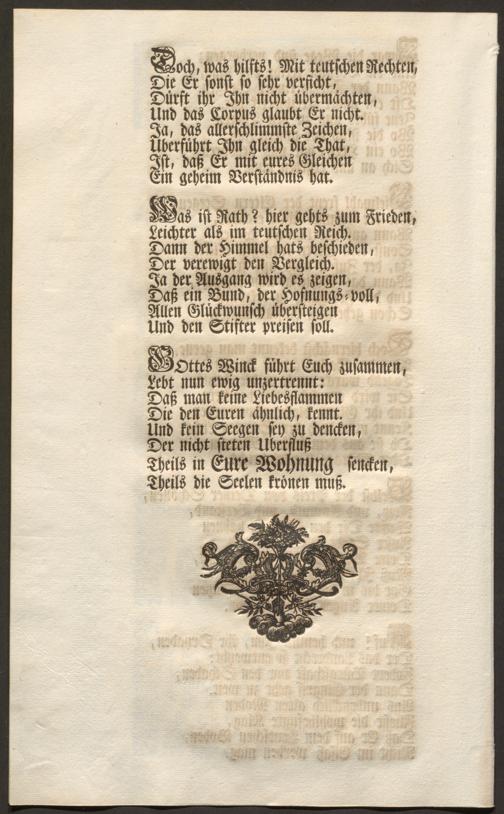 Doch, was hilfts! Mit teutschen Rechten,
Die Er sonst so sehr verficht,
Dürft ihr Ihn nicht übermächten,
Und das Corpus glaubt Er nicht.
Ja, das allerschlimmste Zeichen,
Uberführt Ihn gleich die That,
Ist, daß Er mit eures Gleichen
Ein geheim Verständnis hat.
Was ist Rath? hier gehts zum Frieden,
Leichter als im teutschen Reich.
Dann der Himmel hats beschieden,
Der verewigt den Vergleich.
Ja der Ausgang wird es zeigen,
Daß ein Bund, der Hofnungs-voll,
Allen Glückwunsch übersteigen
Und den Stifter preisen soll.
GOttes Winck führt Euch zusammen,
Lebt nun ewig unzertrennt:
Daß man keine Liebesflammen
Die den Euren ähnlich, kennt.
Und kein Seegen sey zu dencken,
Der nicht steten Uberfluß
Theils in Eure Wohnung sencken,
Theils die Seelen krönen muß.